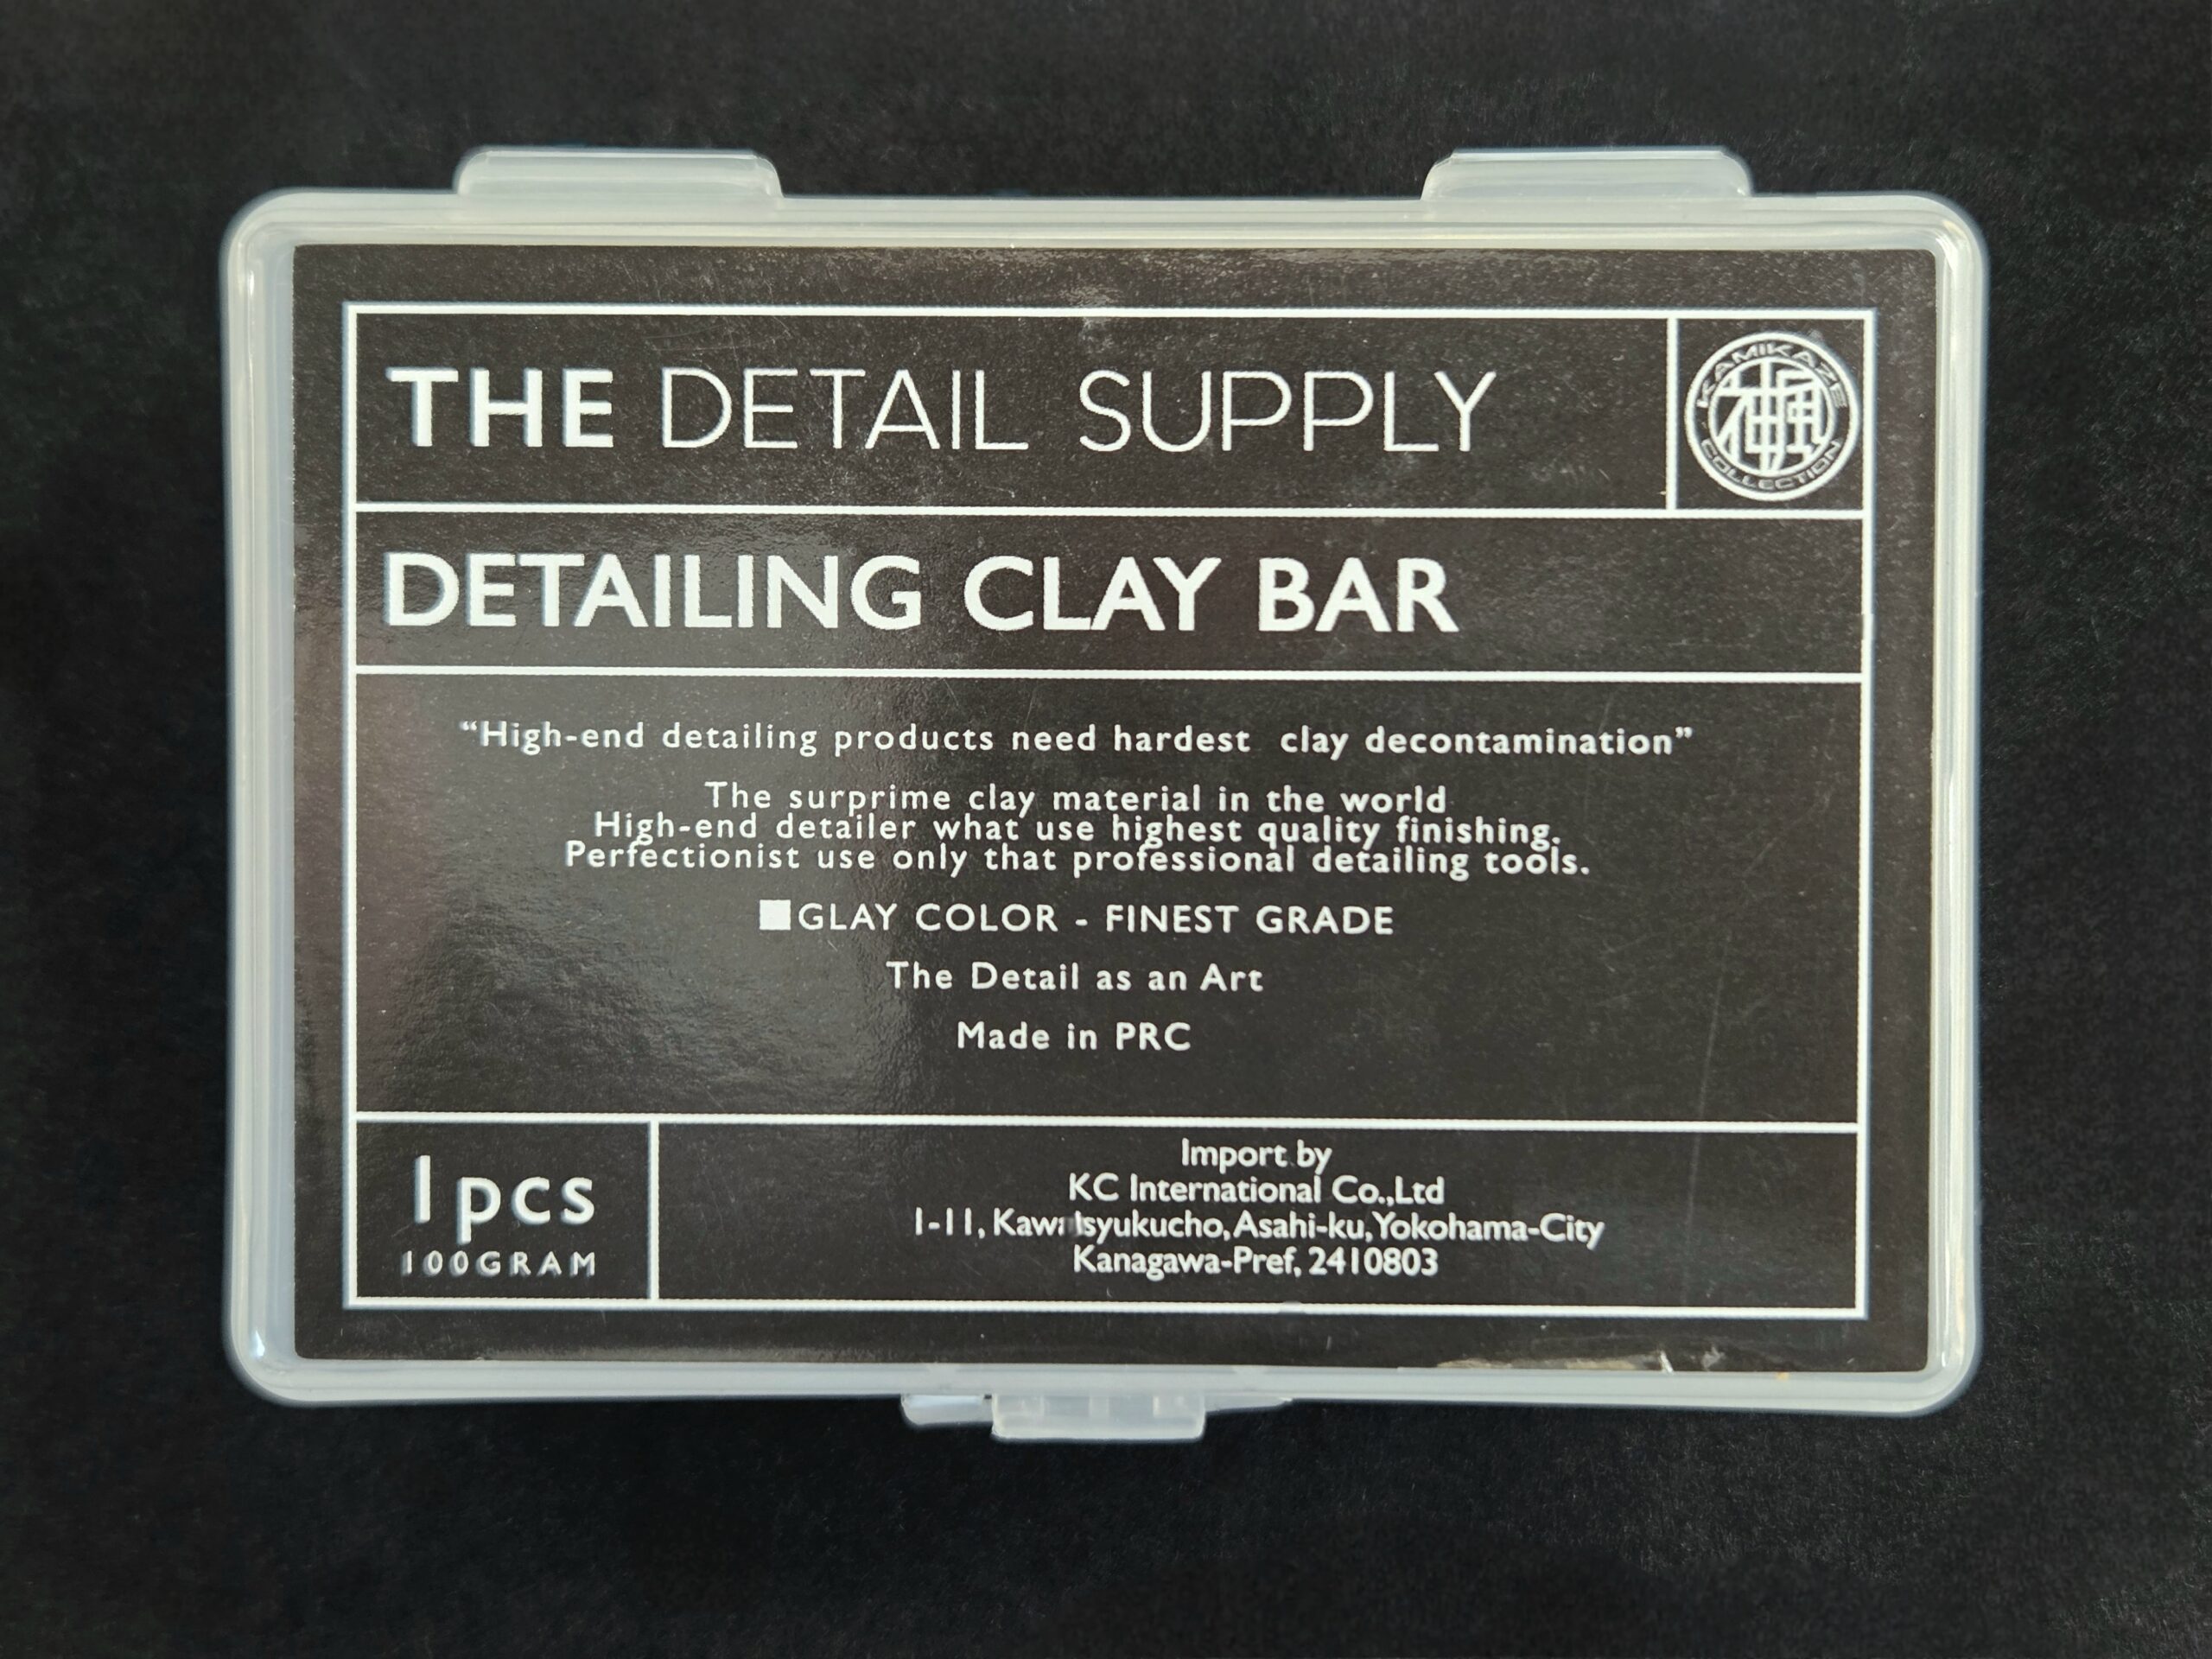 THE DETAIL SUPPLY
KAMIKAZE
神風
COLLECTION
DETAILING CLAY BAR
“High-end detailing products need hardest clay decontamination”
The surprime clay material in the world
High-end detailer what use highest quality finishing.
Perfectionist use only that professional detailing tools.
■GLAY COLOR - FINEST GRADE
The Detail as an Art
Made in PRC
1pcs
100GRAM
Import by
KC International Co.,Ltd
1-11, Asahi-ku,Yokohama-City
Kanagawa-Pref, 2410803